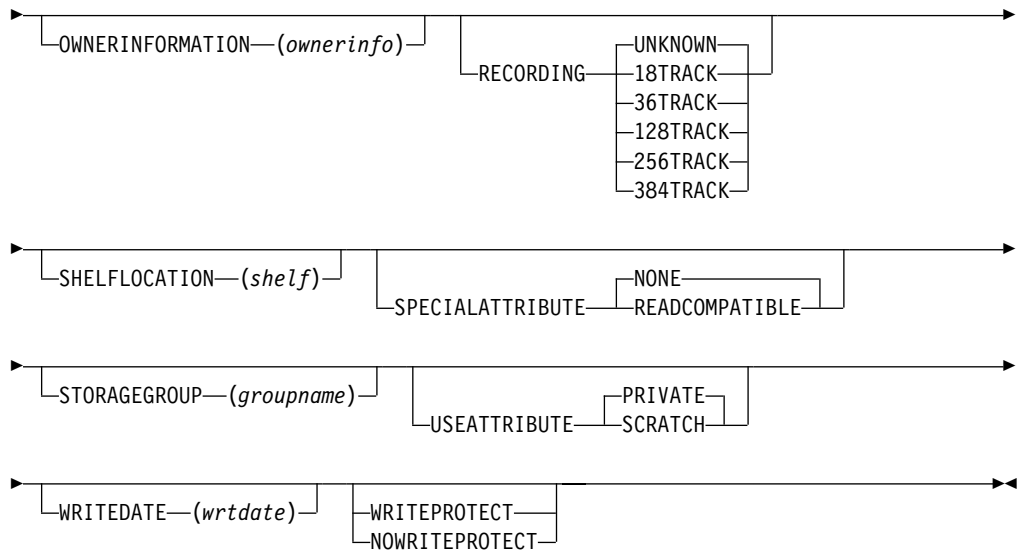 OWNERINFORMATION (ownerinfo)
RECORDING
UNKNOWN
18TRACK
36TRACK
128TRACK
256TRACK
384TRACK
SHELFLOCATION (shelf)
SPECIALATTRIBUTE
NONE
READCOMPATIBLE
STORAGEGROUP (groupname)
USEATTRIBUTE
PRIVATE
SCRATCH
WRITEDATE (wrtdate)
WRITEPROTECT
NOWRITEPROTECT